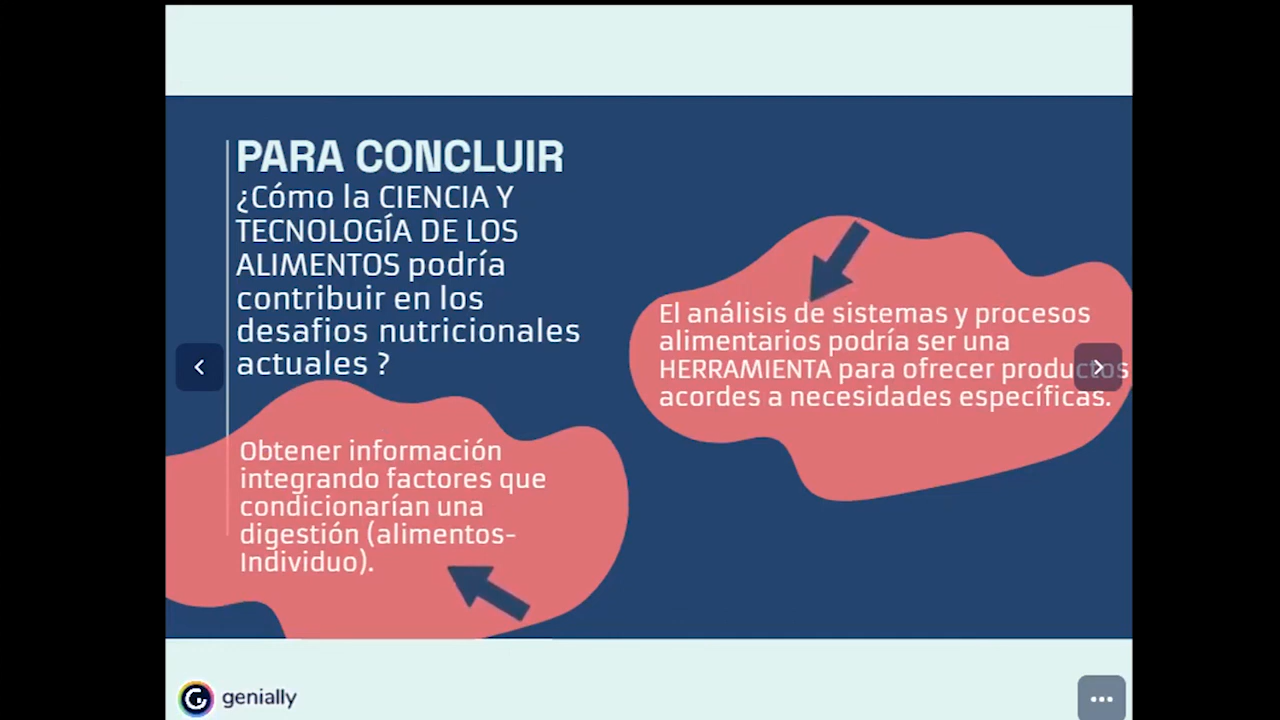 PARA CONCLUIR
¿Cómo la CIENCIA Y
TECNOLOGÍA DE LOS
ALIMENTOS podría
contribuir en los
desafios nutricionales
actuales ?
Obtener información
integrando factores que
condicionarían una
digestión (alimentos-
Individuo).
El análisis de sistemas y procesos
alimentarios podría ser una
HERRAMIENTA para ofrecer productos
acordes a necesidades específicas.
genially